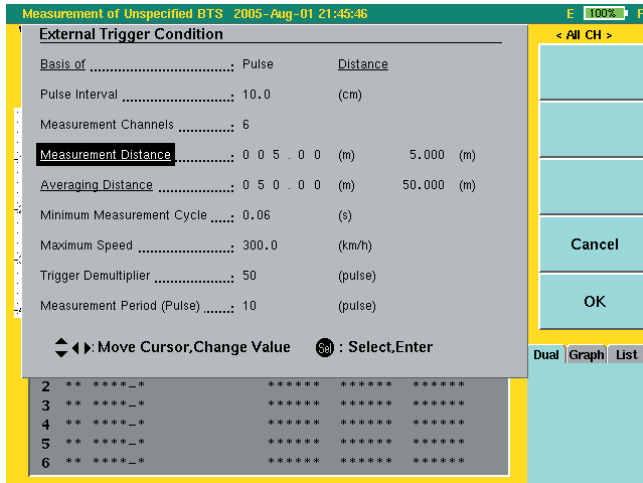 Measurement of Unspecified BTS 2005-Aug-01 21:45:46 E 100%
External Trigger Condition < All CH >
Basis of : Pulse Distance
Pulse Interval : 10.0 (cm)
Measurement Channels : 6
Measurement Distance : 0 0 5 . 0 0 (m) 5.000 (m)
Averaging Distance : 0 5 0 . 0 0 (m) 50.000 (m)
Minimum Measurement Cycle : 0.06 (s)
Maximum Speed : 300.0 (km/h)
Cancel
Trigger Demultiplier : 50 (pulse)
Measurement Period (Pulse) : 10 (pulse)
OK
: Move Cursor,Change Value Sel : Select,Enter
Dual Graph List
2 ** ****-* ****** ****** ******
3 ** ****-* ****** ****** ******
4 ** ****-* ****** ****** ******
5 ** ****-* ****** ****** ******
6 ** ****-* ****** ****** ******